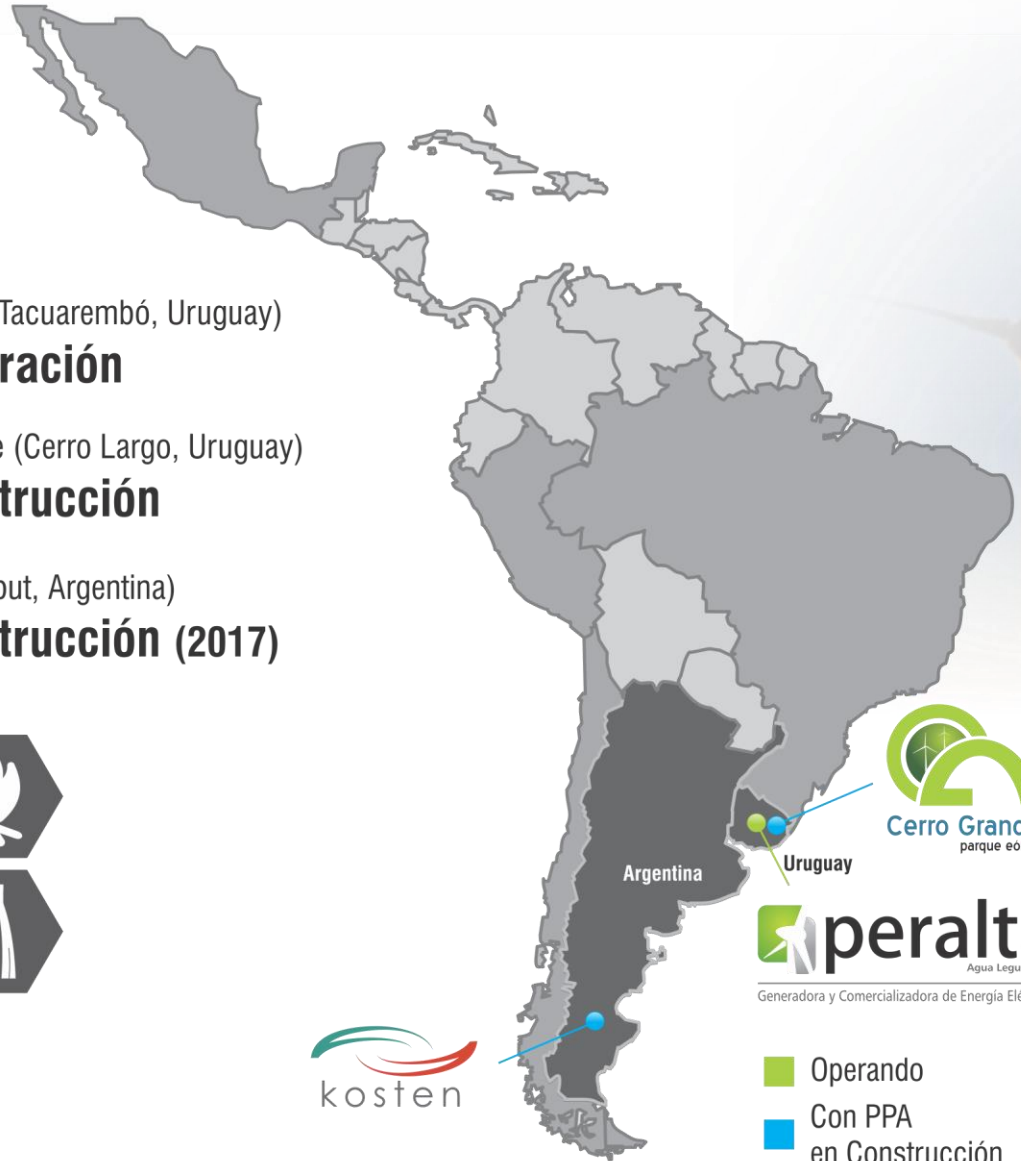 Tacuarembó, Uruguay)
ración
e (Cerro Largo, Uruguay)
trucción
out, Argentina)
trucción (2017)
Argentina
Uruguay
Cerro Grand
parque eó
peralt
Agua Legu
Generadora y Comercializadora de Energía Elé
kosten
Operando
Con PPA
en Construcción